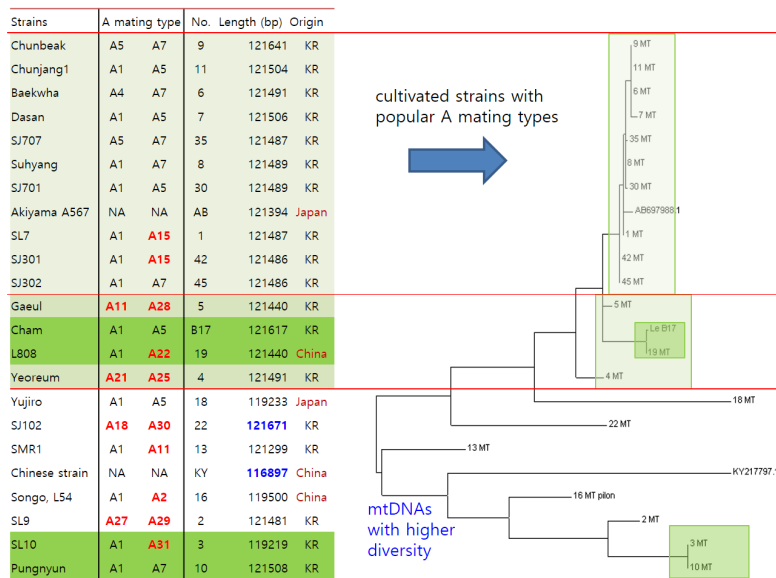 Strains A mating type No. Length (bp) Origin
Chunbeak A5 A7 9 121641 KR
Chunjang1 A1 A5 11 121504 KR
Baekwha A4 A7 6 121491 KR
Dasan A1 A5 7 121506 KR
SJ707 A5 A7 35 121487 KR
Suhyang A1 A7 8 121489 KR
SJ701 A1 A5 30 121489 KR
Akiyama A567 NA NA AB 121394 Japan
SL7 A1 A15 1 121487 KR
SJ301 A1 A15 42 121486 KR
SJ302 A1 A7 45 121486 KR
Gaeul A11 A28 5 121440 KR
Cham A1 A5 B17 121617 KR
L808 A1 A22 19 121440 China
Yeoreum A21 A25 4 121491 KR
Yujiro A1 A5 18 119233 Japan
SJ102 A18 A30 22 121671 KR
SMR1 A1 A11 13 121299 KR
Chinese strain NA NA KY 116897 China
Songo, L54 A1 A2 16 119500 China
SL9 A27 A29 2 121481 KR
SL10 A1 A31 3 119219 KR
Pungnyun A1 A7 10 121508 KR
cultivated strains with
popular A mating types
9 MT
11 MT
6 MT
7 MT
35 MT
8 MT
30 MT
AB697988.1
1 MT
42 MT
45 MT
5 MT
Le B17
19 MT
4 MT
18 MT
22 MT
13 MT
KY217797.
16 MT pilon
2 MT
3 MT
10 MT
mtDNAs
with higher
diversity